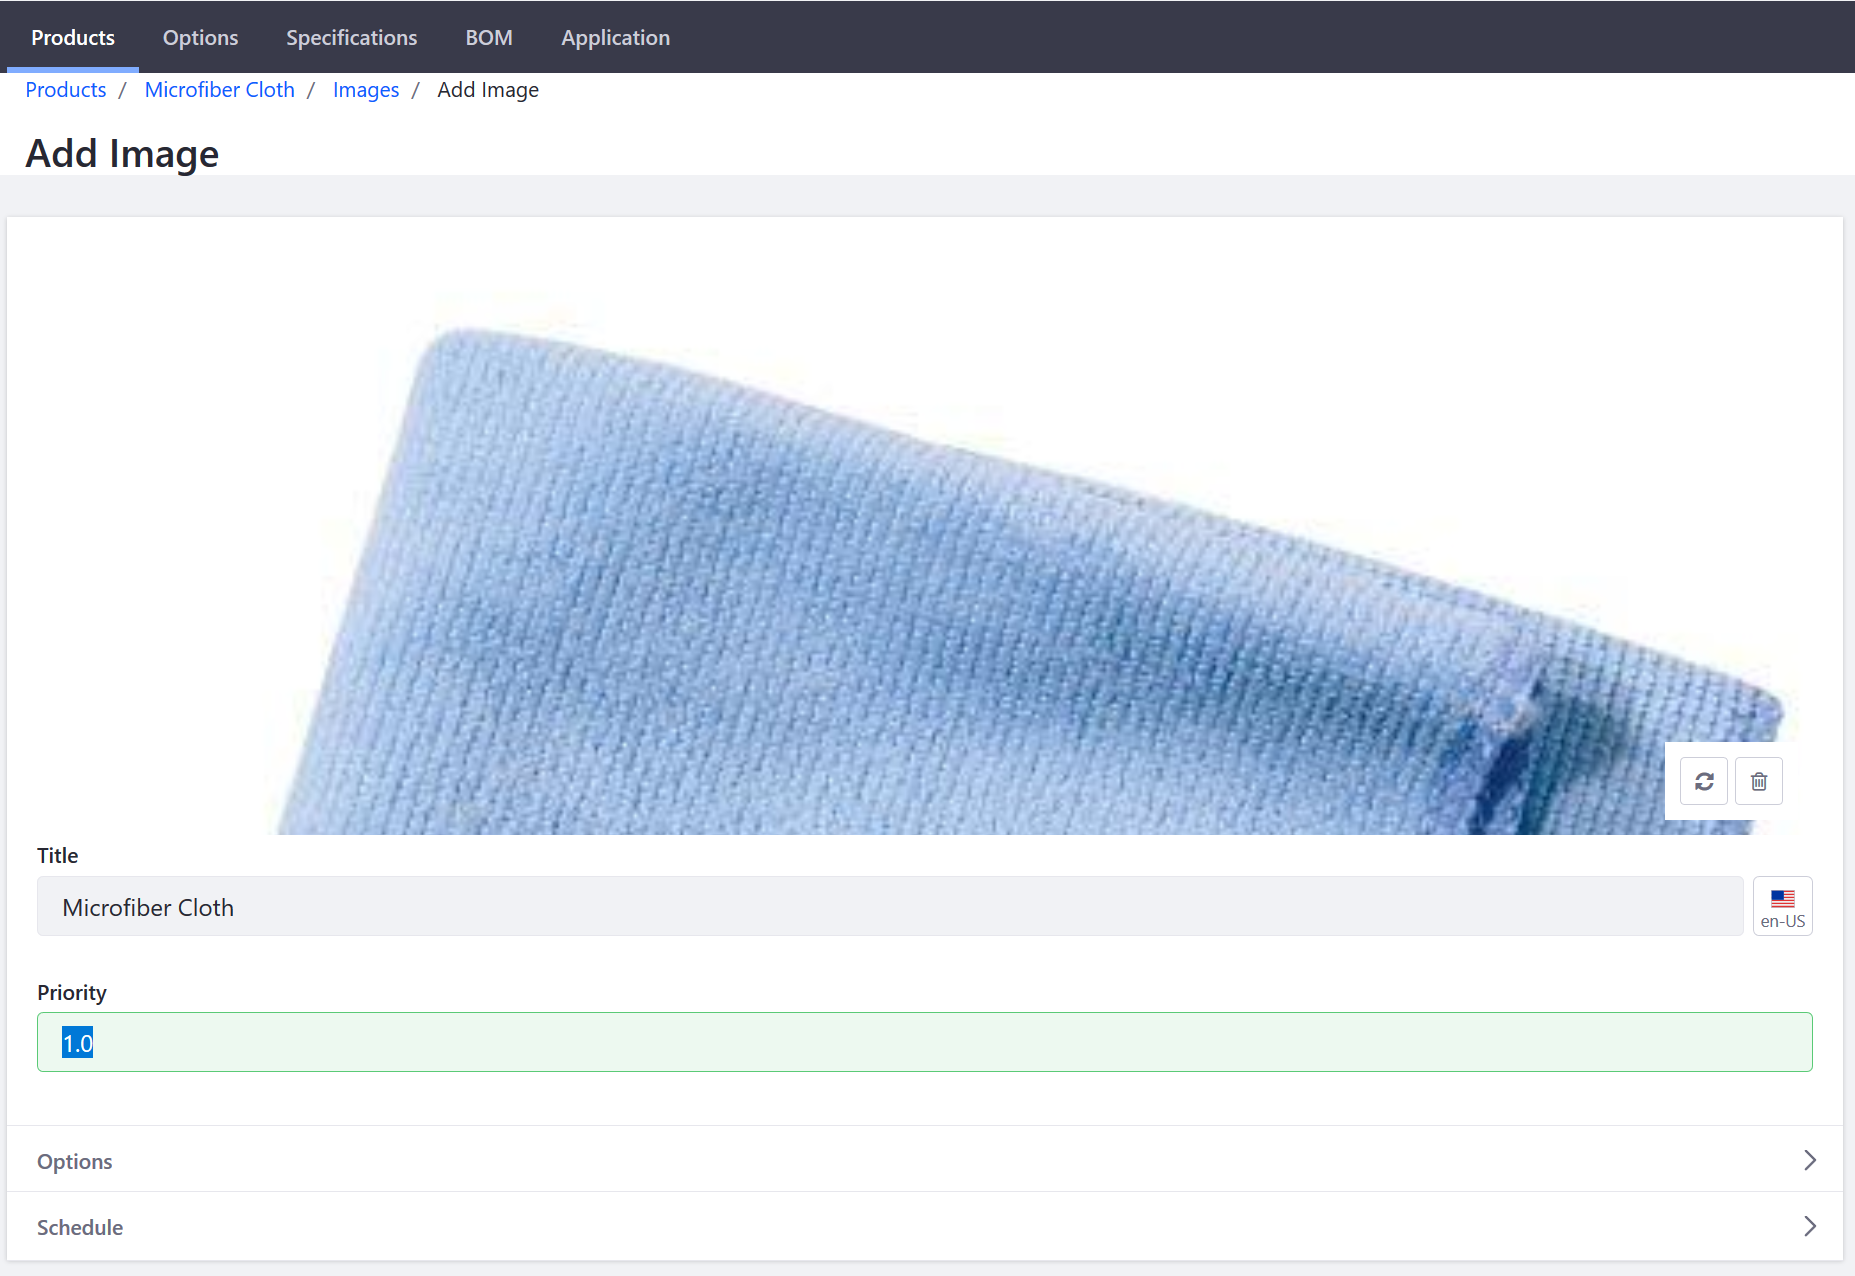 Products Options Specifications BOM Application
Products / Microfiber Cloth / Images / Add Image
Add Image
Title
Microfiber Cloth
en-US
Priority
1.0
Options
Schedule